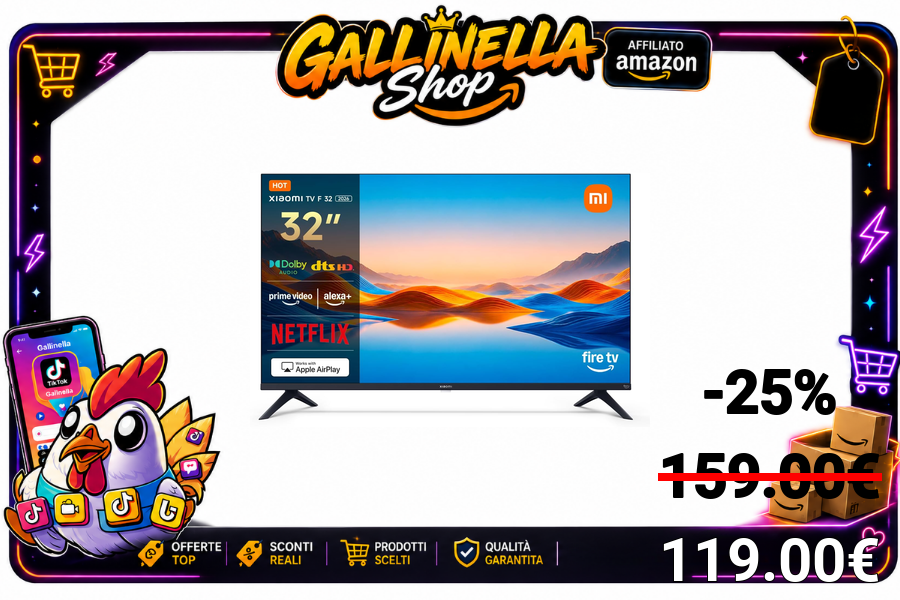 GALLINELLA
Shop
AFFILIATO
amazon
HOT
xiaomi TV F 32 2026
32"
Dolby
AUDIO
dts HD
prime video
alexa+
NETFLIX
Works with
Apple AirPlay
fire tv
XIAOMI
Gallinella
TikTok
Gallinella
-25%
159.00€
119.00€
OFFERTE
TOP
SCONTI
REALI
PRODOTTI
SCELTI
QUALITÀ
GARANTITA